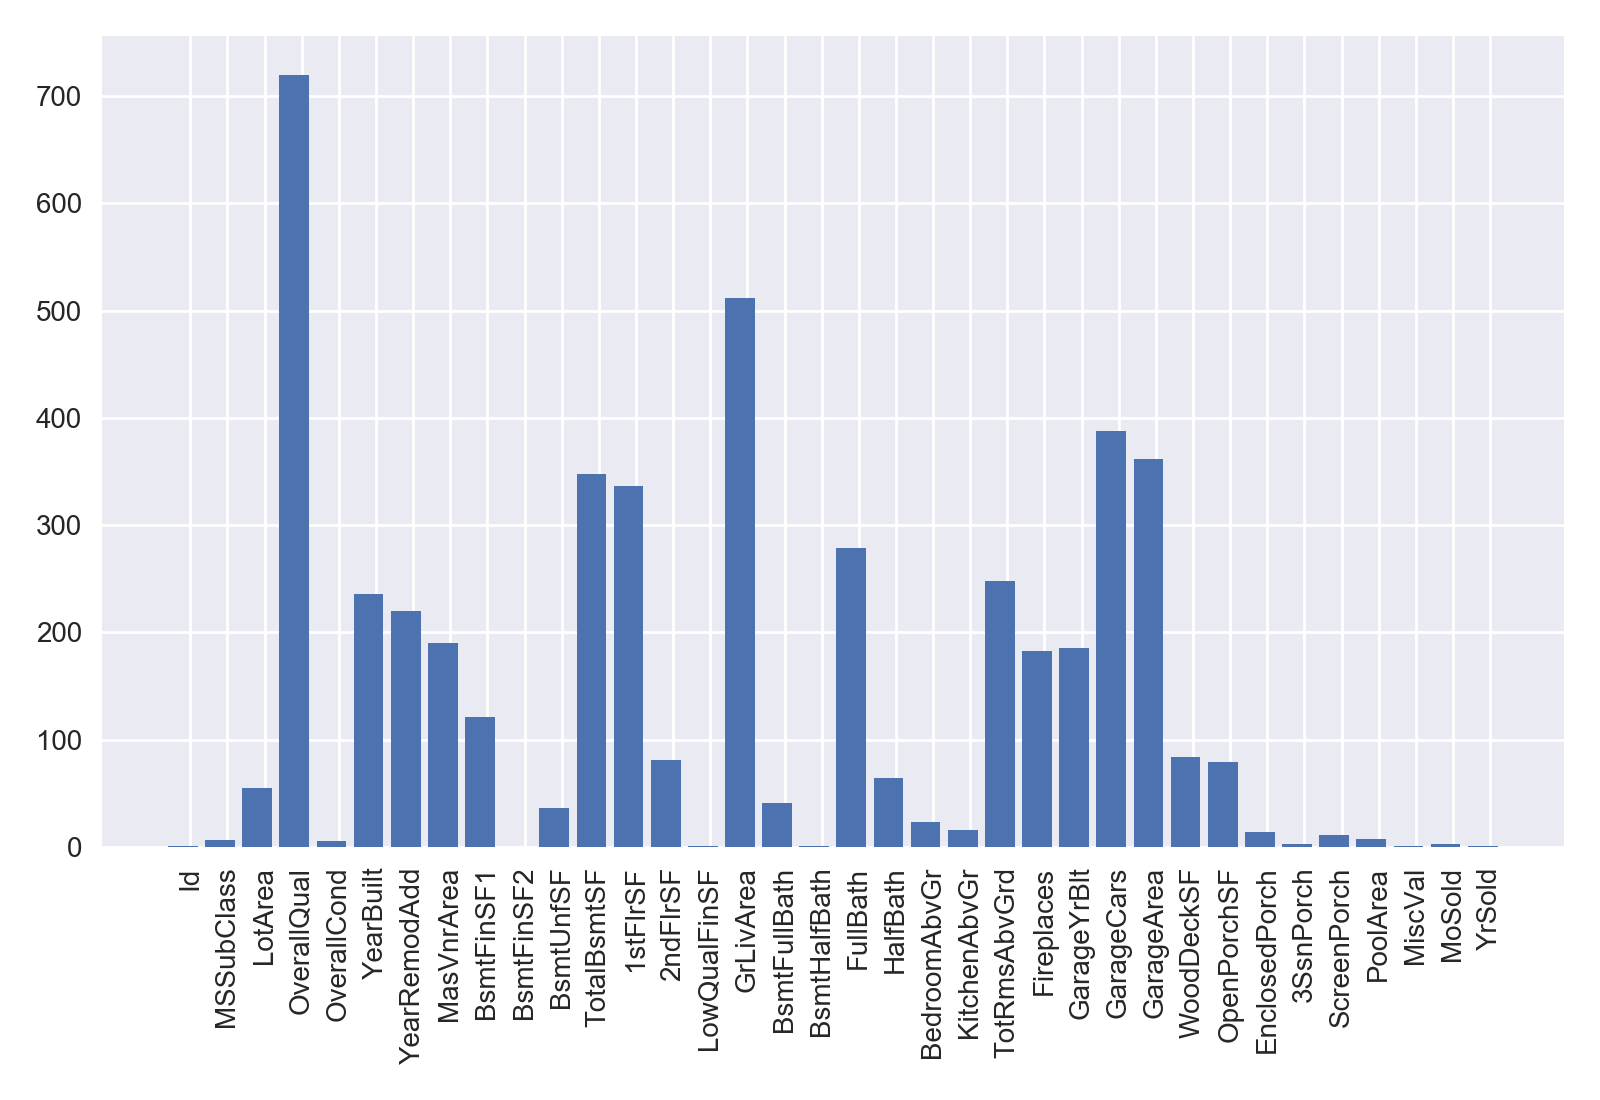 700
600
500
400
300
200
100
0
Id
MSSubClass
LotArea
OverallQual
OverallCond
YearBuilt
YearRemodAdd
MasVnrArea
BsmtFinSF1
BsmtFinSF2
BsmtUnfSF
TotalBsmtSF
1stFlrSF
2ndFlrSF
LowQualFinSF
GrLivArea
BsmtFullBath
BsmtHalfBath
FullBath
HalfBath
BedroomAbvGr
KitchenAbvGr
TotRmsAbvGrd
Fireplaces
GarageYrBlt
GarageCars
GarageArea
WoodDeckSF
OpenPorchSF
EnclosedPorch
3SsnPorch
ScreenPorch
PoolArea
MiscVal
MoSold
YrSold